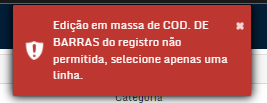 Edição em massa de COD. DE
BARRAS do registro não
permitida, selecione apenas uma
linha.
Categoria